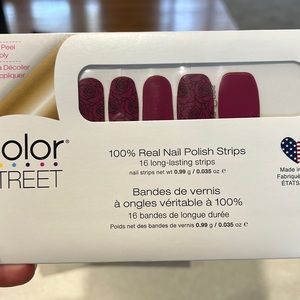 Peel
ply
Décoller
ppliquer
olor
TREET
100% Real Nail Polish Strips
16 long-lasting strips
nail strips net wt 0.99 g / 0.035 oz ℮
Bandes de vernis
à ongles véritable à 100%
16 bandes de longue durée
Poids net des bandes de vernis 0.99 g / 0.035 oz ℮
Made in
Fabriqué
ÉTATS